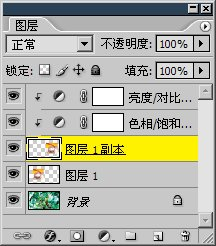 图层
正常 不透明度: 100%
锁定: 填充: 100%
亮度/对比...
色相/饱和...
图层 1 副本
图层 1
背景